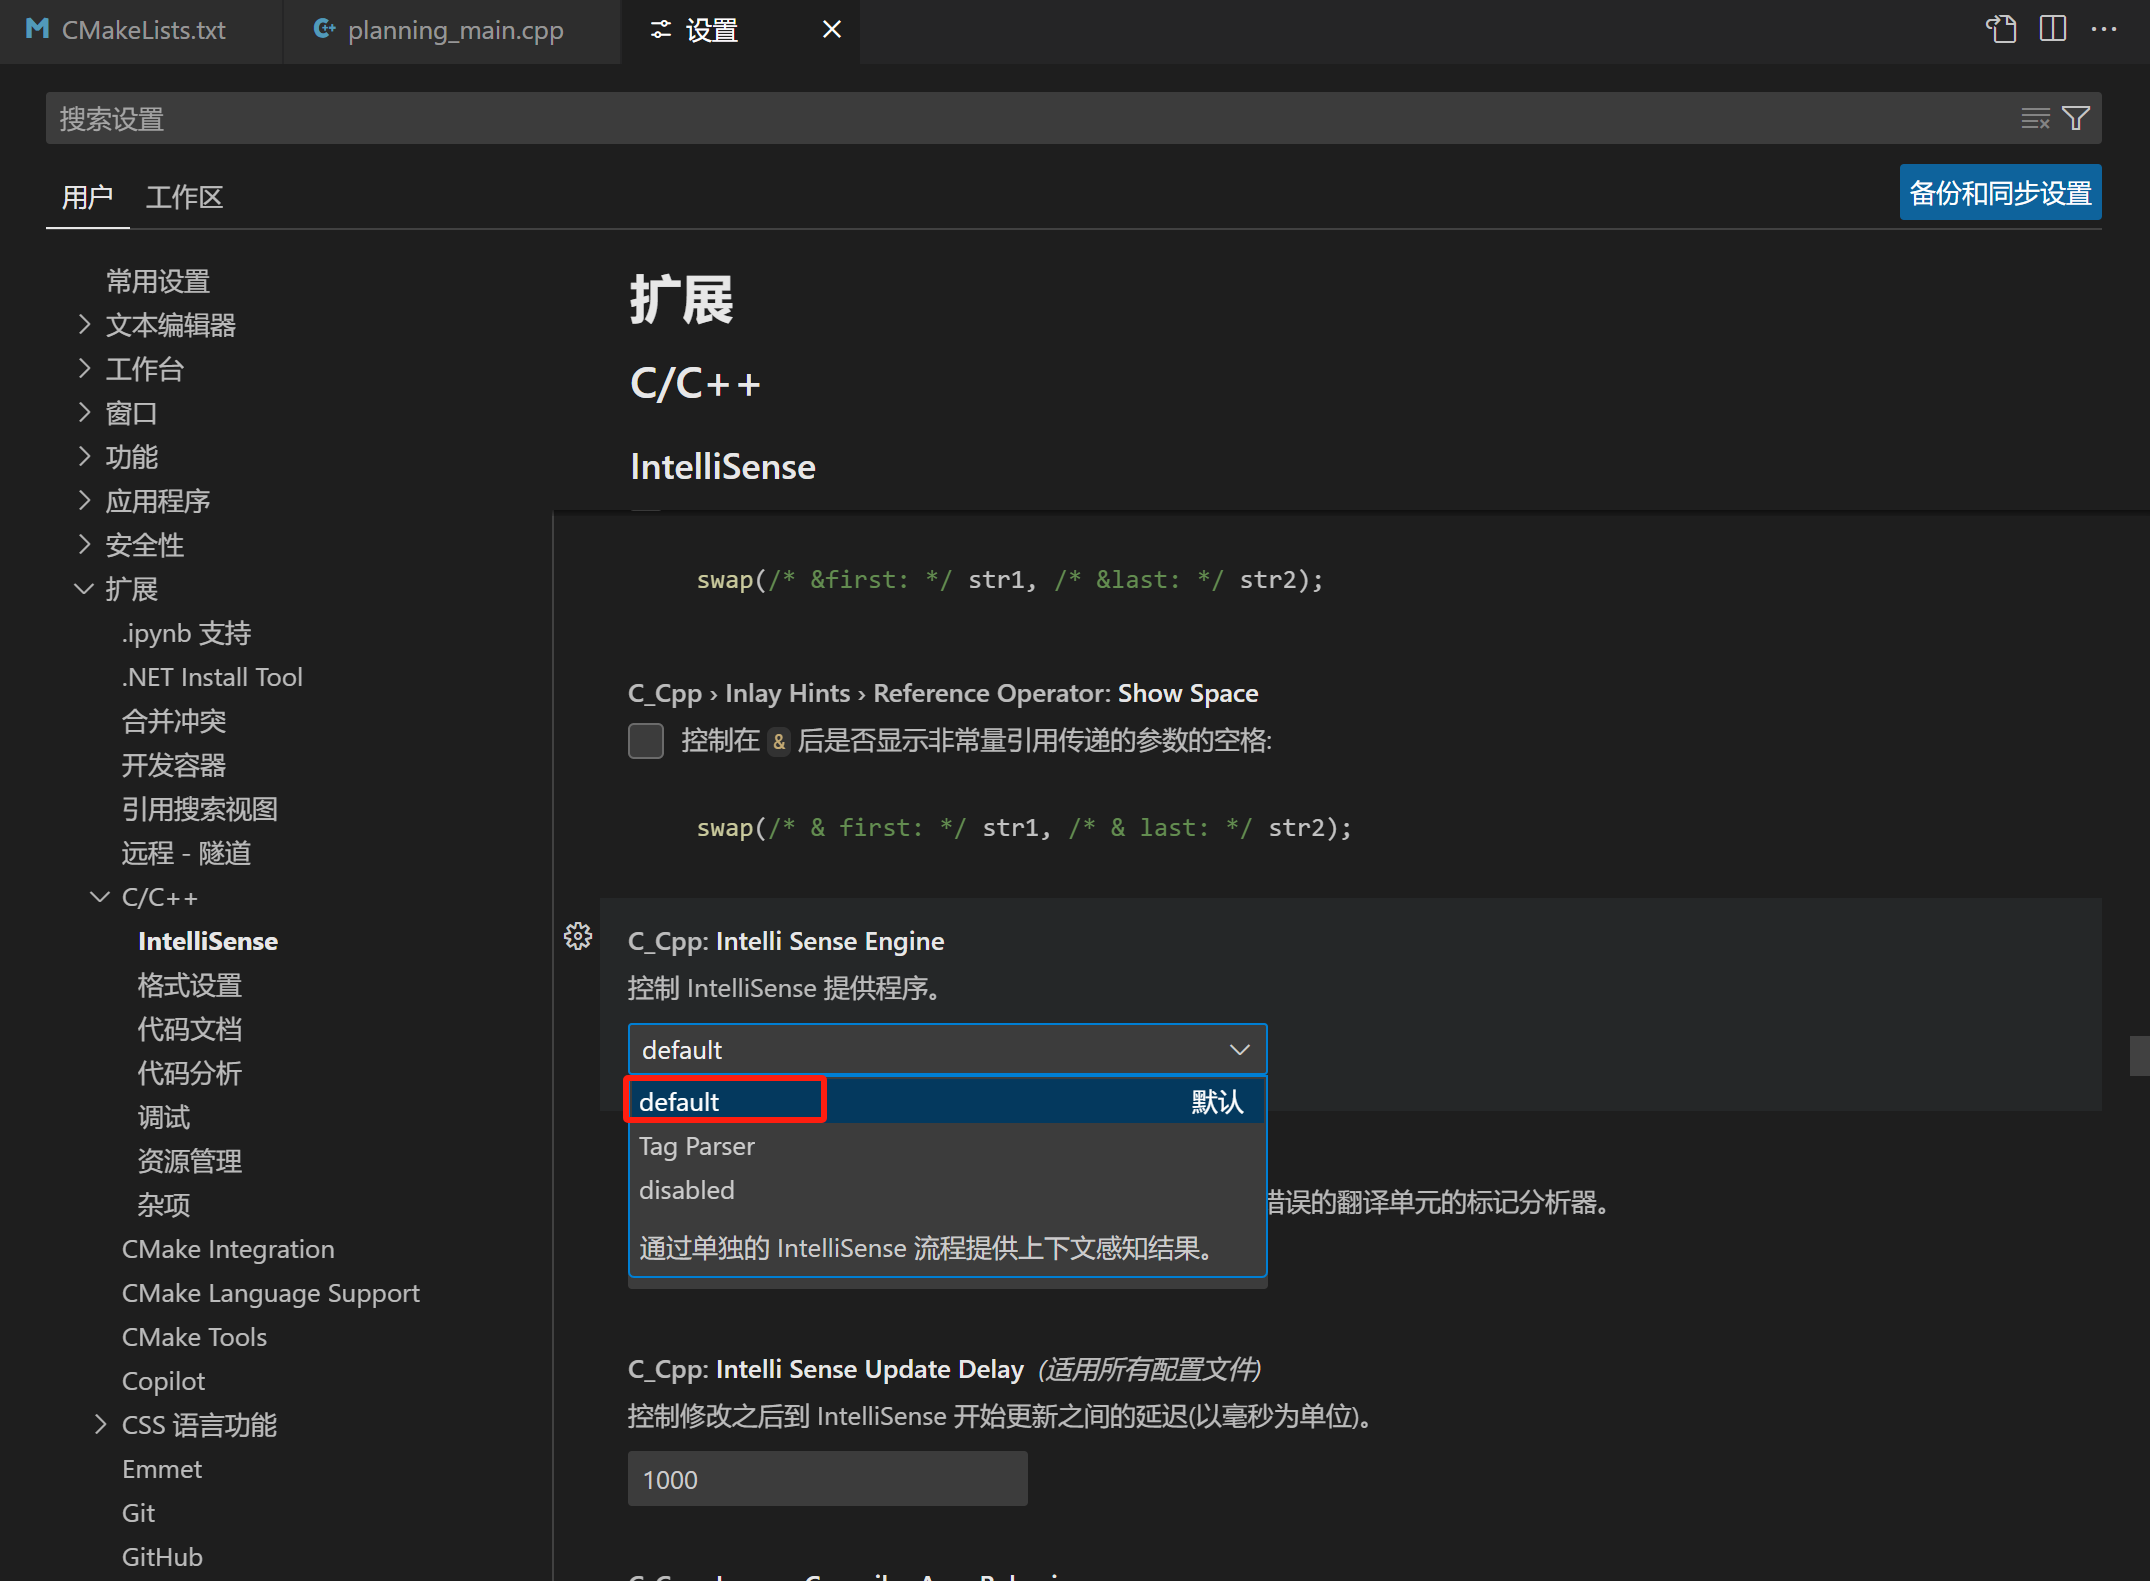 CMakeLists.txt
planning_main.cpp
设置
搜索设置
用户
工作区
备份和同步设置
常用设置
文本编辑器
工作台
窗口
功能
应用程序
安全性
扩展
.ipynb 支持
.NET Install Tool
合并冲突
开发容器
引用搜索视图
远程 - 隧道
C/C++
IntelliSense
格式设置
代码文档
代码分析
调试
资源管理
杂项
CMake Integration
CMake Language Support
CMake Tools
Copilot
CSS 语言功能
Emmet
Git
GitHub
扩展
C/C++
IntelliSense
swap(/* &first: */ str1, /* &last: */ str2);
C_Cpp › Inlay Hints › Reference Operator: Show Space
控制在 & 后是否显示非常量引用传递的参数的空格:
swap(/* & first: */ str1, /* & last: */ str2);
C_Cpp: Intelli Sense Engine
控制 IntelliSense 提供程序。
default
default 默认
Tag Parser
disabled
错误的翻译单元的标记分析器。
通过单独的 IntelliSense 流程提供上下文感知结果。
C_Cpp: Intelli Sense Update Delay (适用所有配置文件)
控制修改之后到 IntelliSense 开始更新之间的延迟(以毫秒为单位)。
1000